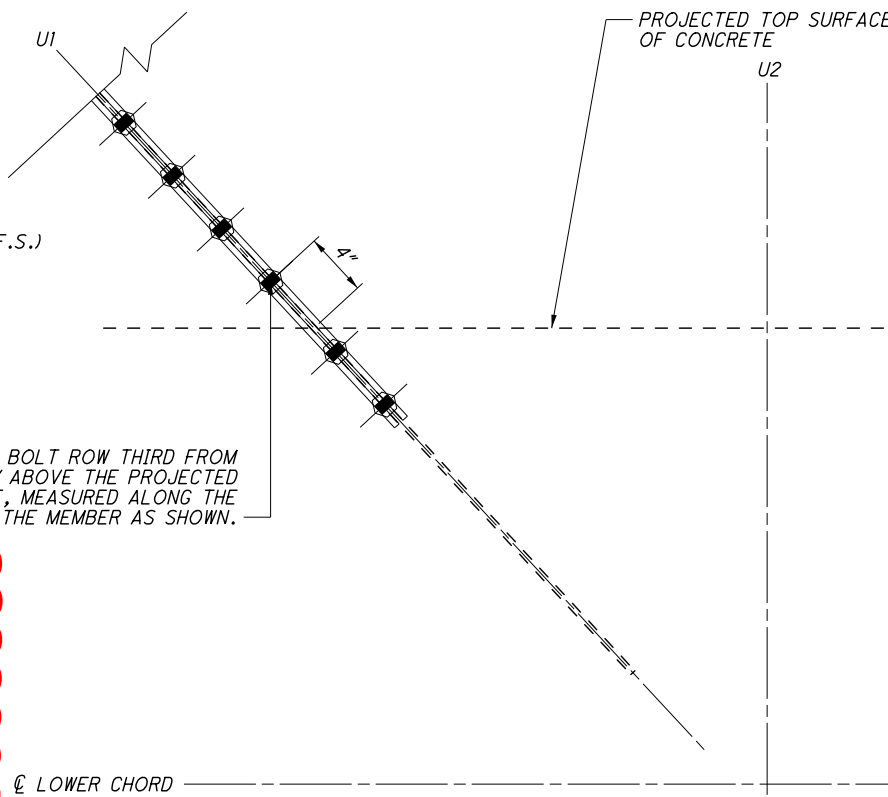 U1
PROJECTED TOP SURFACE
OF CONCRETE
U2
F.S.)
4"
BOLT ROW THIRD FROM
ABOVE THE PROJECTED
, MEASURED ALONG THE
THE MEMBER AS SHOWN.
℄ LOWER CHORD